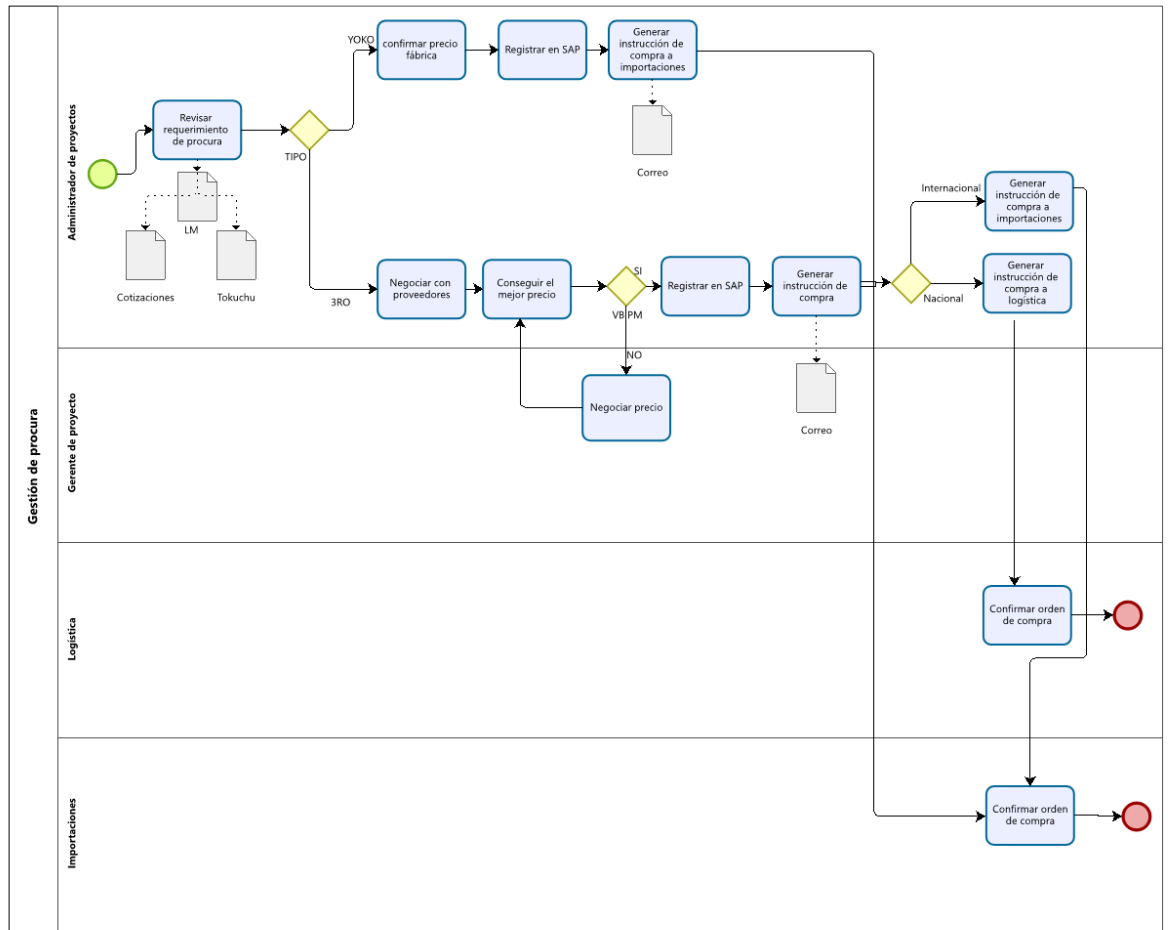 Gestión de procura
Administrador de proyectos
Revisar
requerimiento
de procura
LM
Cotizaciones
Tokuchu
TIPO
YOKO
confirmar precio
fábrica
Registrar en SAP
Generar
instrucción de
compra a
importaciones
Correo
3RO
Negociar con
proveedores
Conseguir el
mejor precio
SI
VB PM
NO
Registrar en SAP
Generar
instrucción de
compra
Correo
Internacional
Generar
instrucción de
compra a
importaciones
Nacional
Generar
instrucción de
compra a
logística
Gerente de proyecto
Negociar precio
Logística
Confirmar orden
de compra
Importaciones
Confirmar orden
de compra